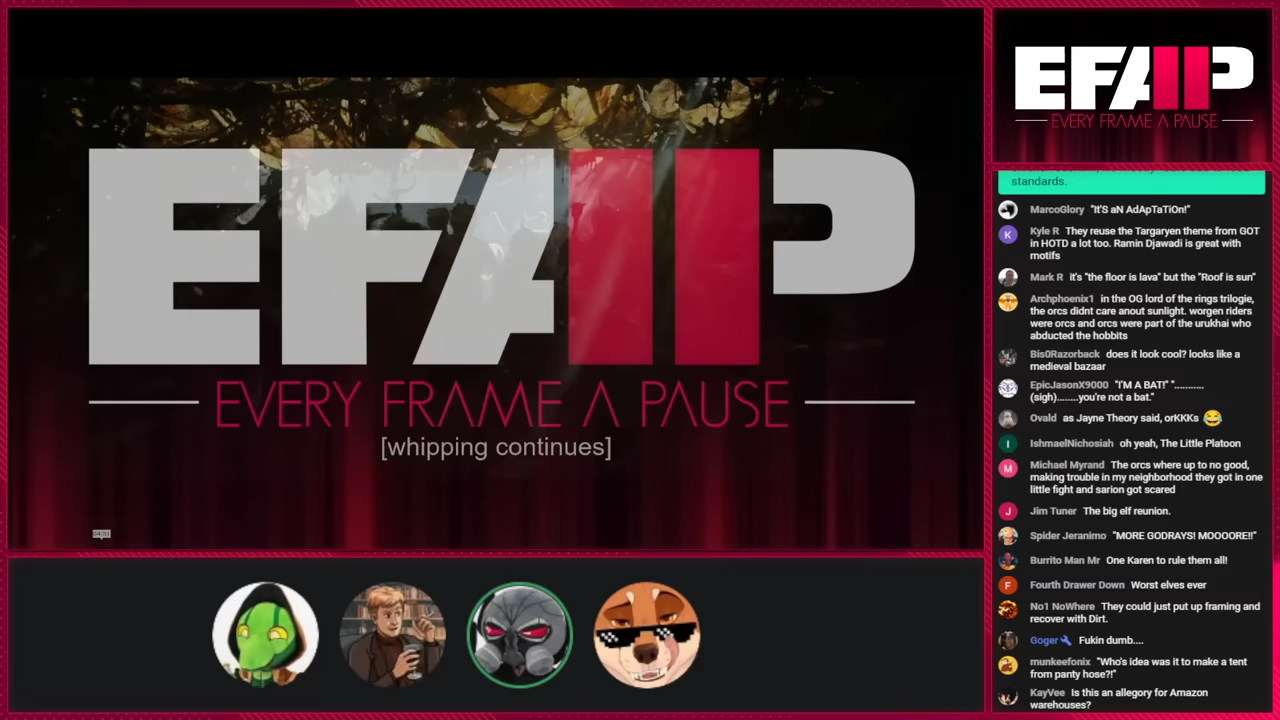 EFAP
EVERY FRAME A PAUSE
[whipping continues]
EFAP
EVERY FRAME A PAUSE
standards.
MarcoGlory "It'S aN AdApTaTiOn!"
Kyle R They reuse the Targaryen theme from GOT
in HOTD a lot too. Ramin Djawadi is great with
motifs
Mark R it's "the floor is lava" but the "Roof is sun"
Archphoenix1 in the OG lord of the rings trilogie,
the orcs didnt care anout sunlight. worgen riders
were orcs and orcs were part of the urukhai who
abducted the hobbits
Bis0Razorback does it look cool? looks like a
medieval bazaar
EpicJasonX9000 "I'M A BAT!" "...........
(sigh)........you're not a bat."
Ovald as Jayne Theory said, orKKKs 😂
IshmaelNichosiah oh yeah, The Little Platoon
Michael Myrand The orcs where up to no good,
making trouble in my neighborhood they got in one
little fight and sarion got scared
Jim Tuner The big elf reunion.
Spider Jeranimo "MORE GODRAYS! MOOOORE!!"
Burrito Man Mr One Karen to rule them all!
Fourth Drawer Down Worst elves ever
No1 NoWhere They could just put up framing and
recover with Dirt.
Goger Fukin dumb....
munkeefonix "Who's idea was it to make a tent
from panty hose?!"
KayVee Is this an allegory for Amazon
warehouses?